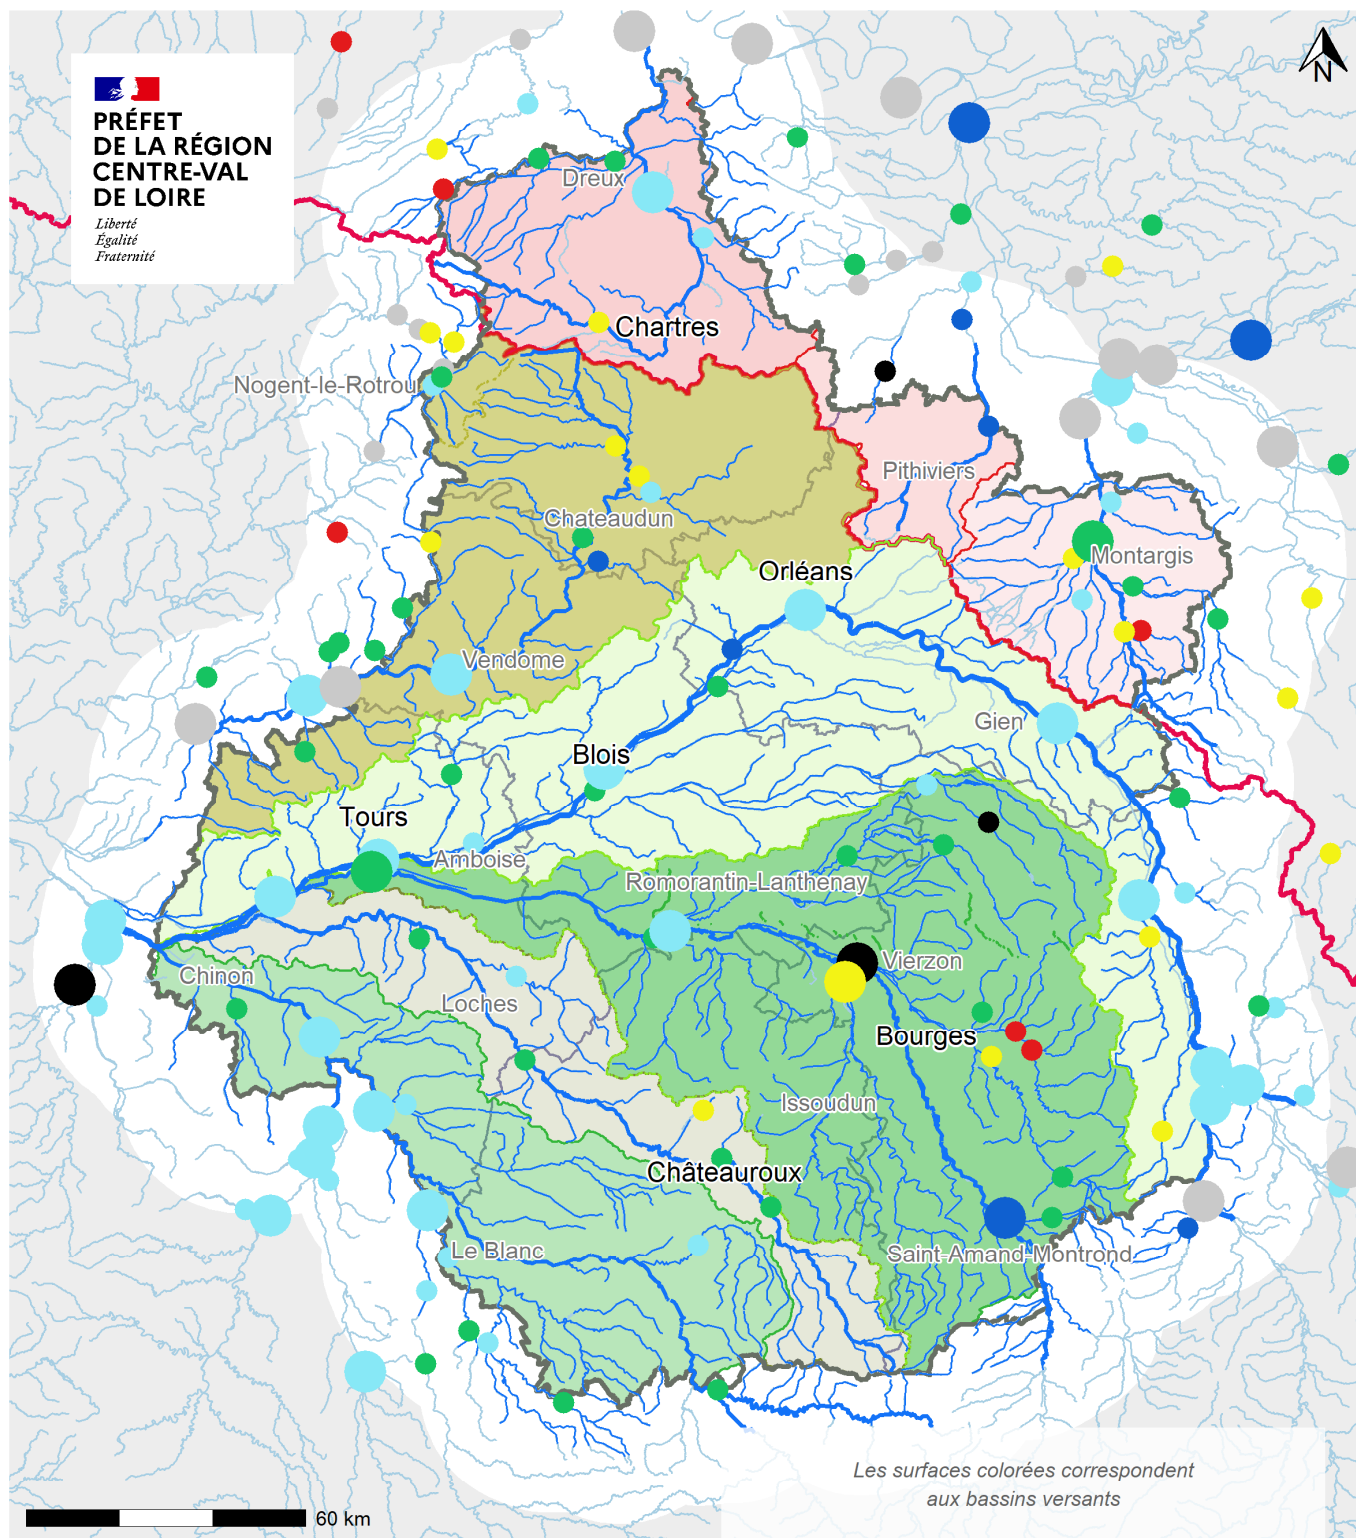 N
PRÉFET
DE LA RÉGION
CENTRE-VAL
DE LOIRE
Liberté
Égalité
Fraternité
Dreux
Chartres
Nogent-le-Rotrou
Pithiviers
Chateaudun
Montargis
Orléans
Vendome
Gien
Blois
Tours
Amboise
Romorantin-Lanthenay
Vierzon
Chinon
Loches
Bourges
Issoudun
Châteauroux
Le Blanc
Saint-Amand-Montrond
Les surfaces colorées correspondent
aux bassins versants
60 km